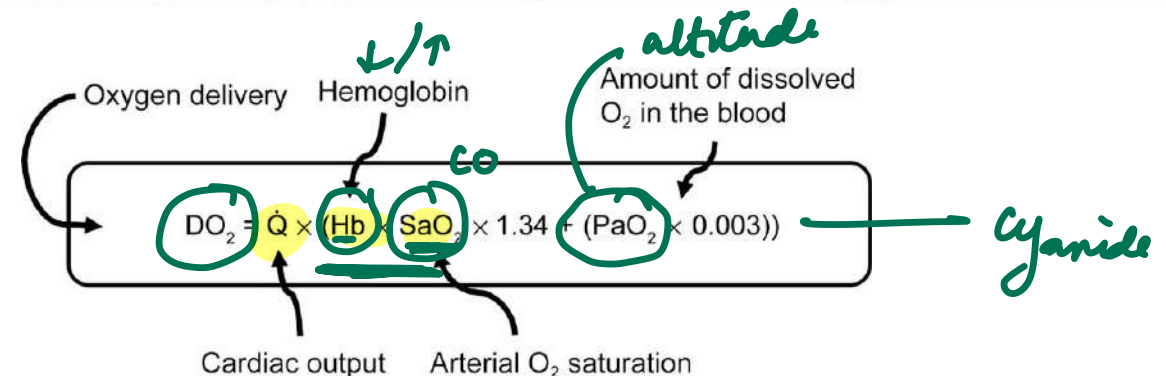 ↓/↑
altitude
Oxygen delivery
Hemoglobin
Amount of dissolved
O₂ in the blood
CO
DO₂ = Q̇ × (Hb × SaO₂ × 1.34 + (PaO₂ × 0.003))
cyanide
Cardiac output
Arterial O₂ saturation